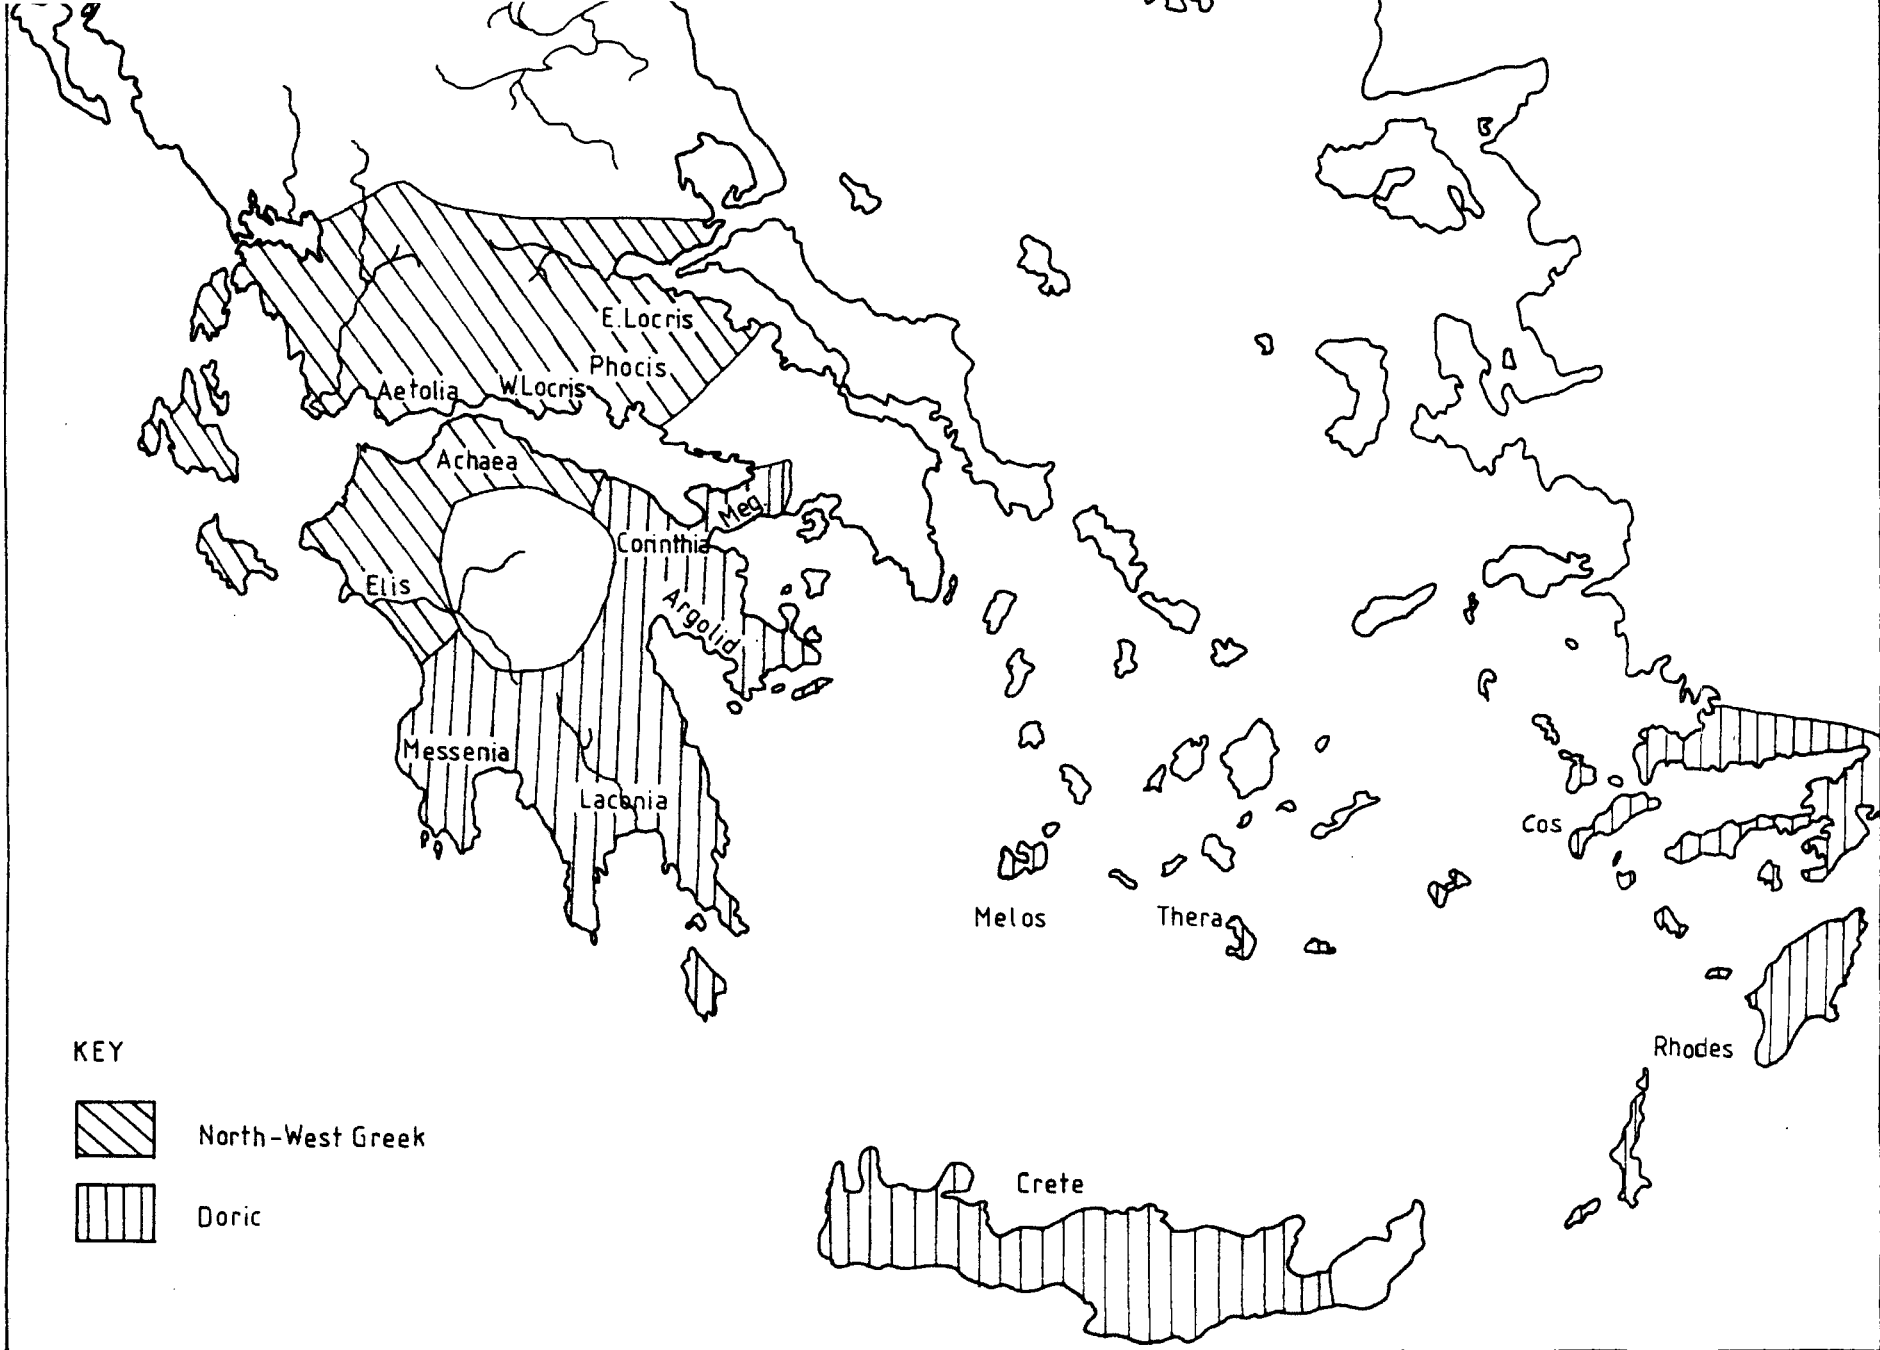 E.Locris
Phocis
Aetolia
W.Locris
Achaea
Meg.
Corinthia
Elis
Argolid
Messenia
Laconia
Cos
Melos
Thera
Rhodes
Crete
KEY
North-West Greek
Doric